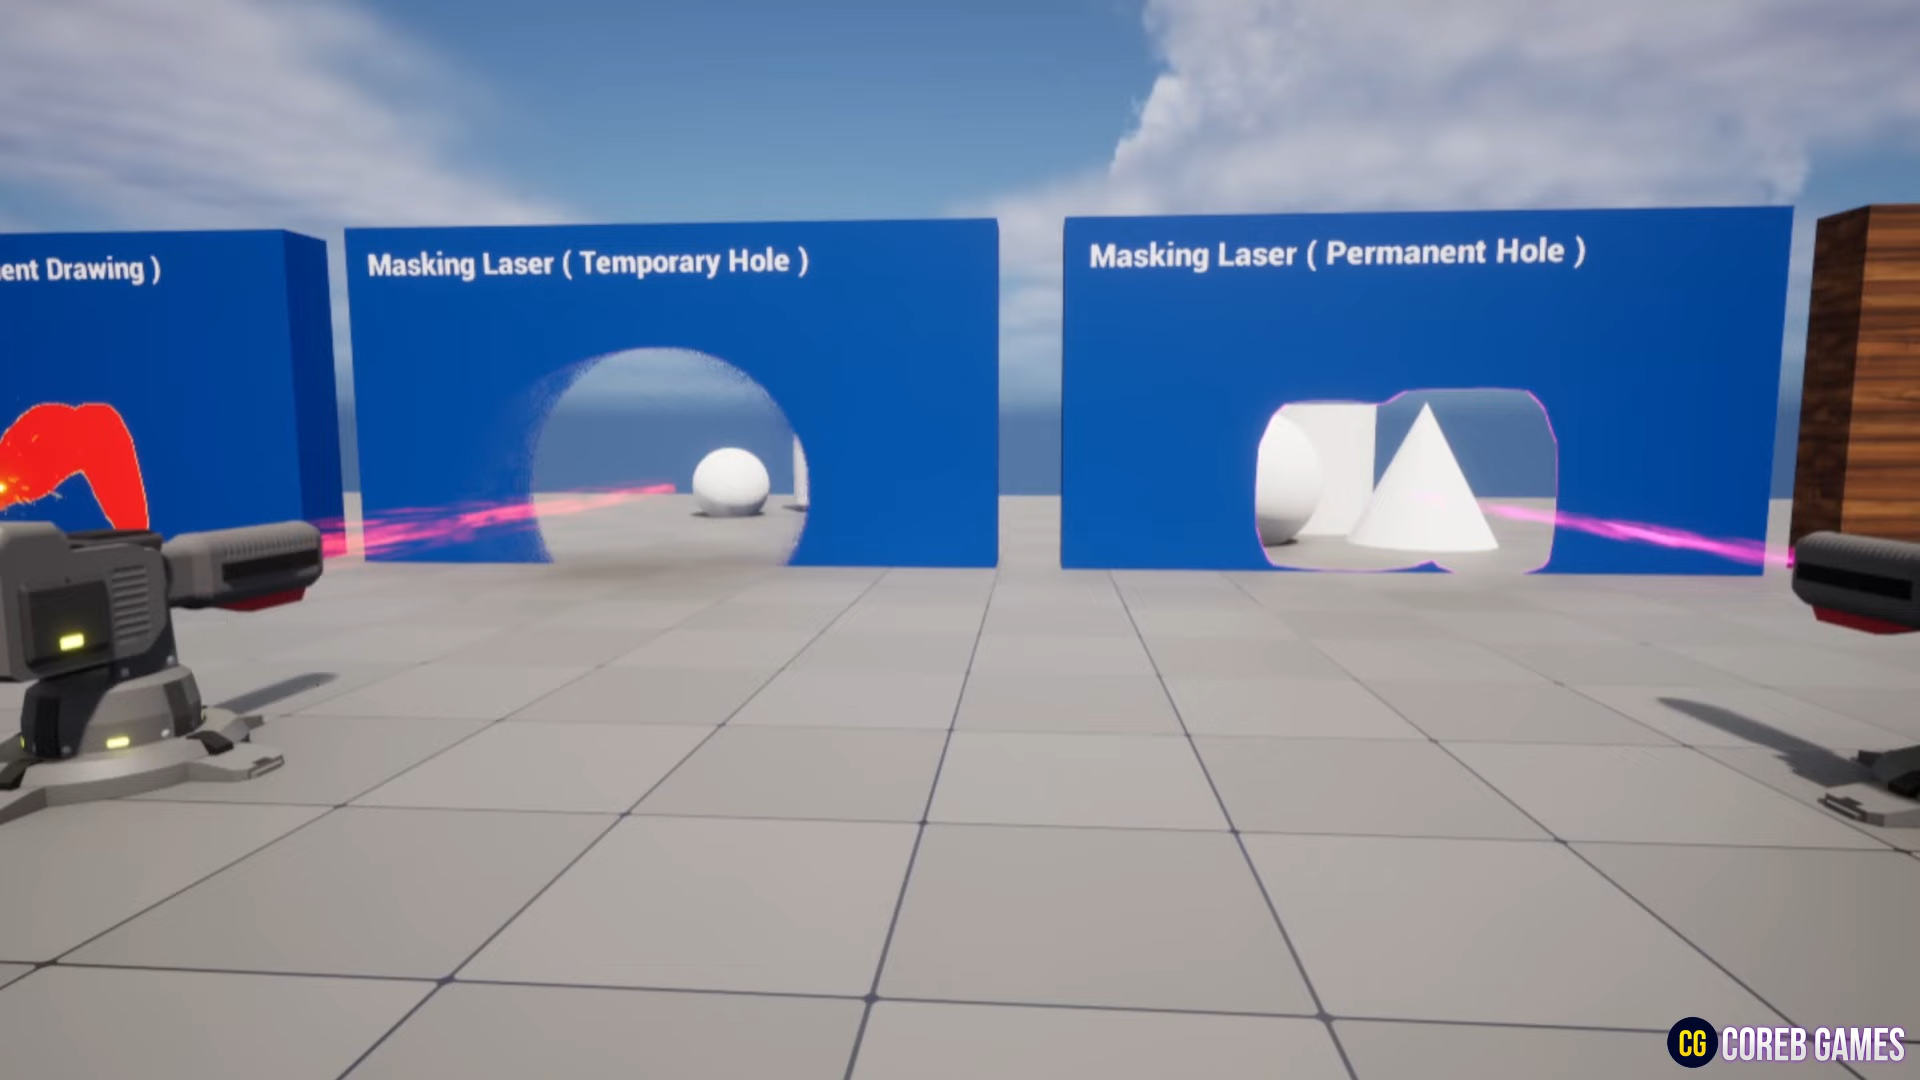 ent Drawing )
Masking Laser ( Temporary Hole )
Masking Laser ( Permanent Hole )
CG COREB GAMES